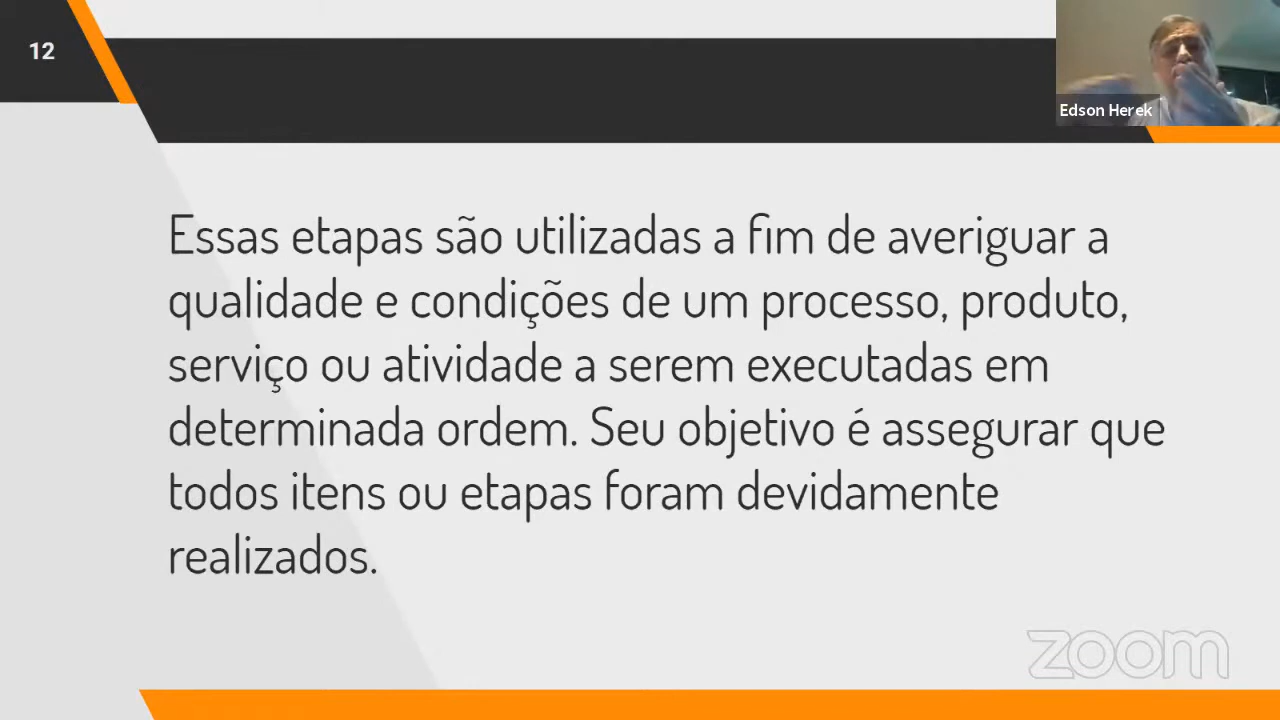 12
Edson Herek
Essas etapas são utilizadas a fim de averiguar a
qualidade e condições de um processo, produto,
serviço ou atividade a serem executadas em
determinada ordem. Seu objetivo é assegurar que
todos itens ou etapas foram devidamente
realizados.
zoom